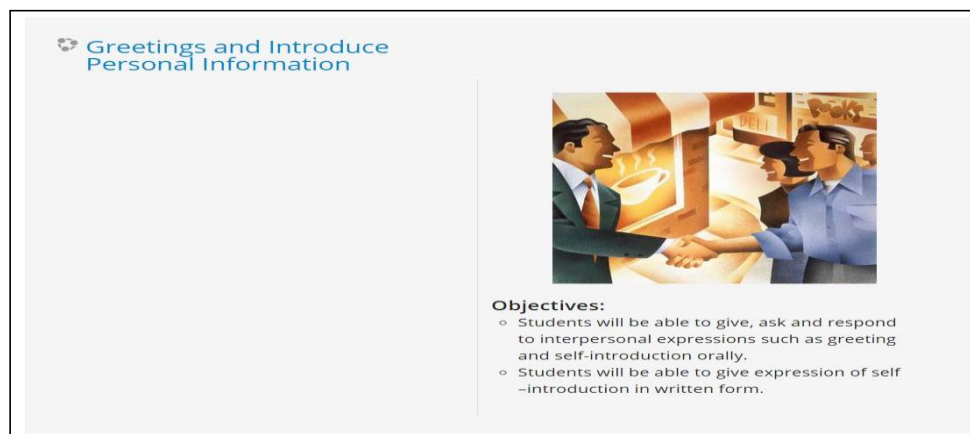 Greetings and Introduce
Personal Information
DELI
BOOKS
Objectives:
◦ Students will be able to give, ask and respond
to interpersonal expressions such as greeting
and self-introduction orally.
◦ Students will be able to give expression of self
–introduction in written form.